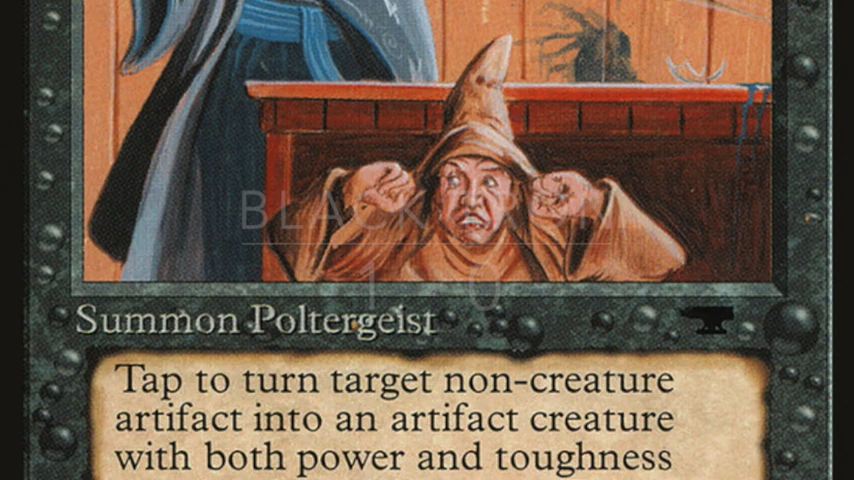 Summon Poltergeist
Tap to turn target non-creature
artifact into an artifact creature
with both power and toughness